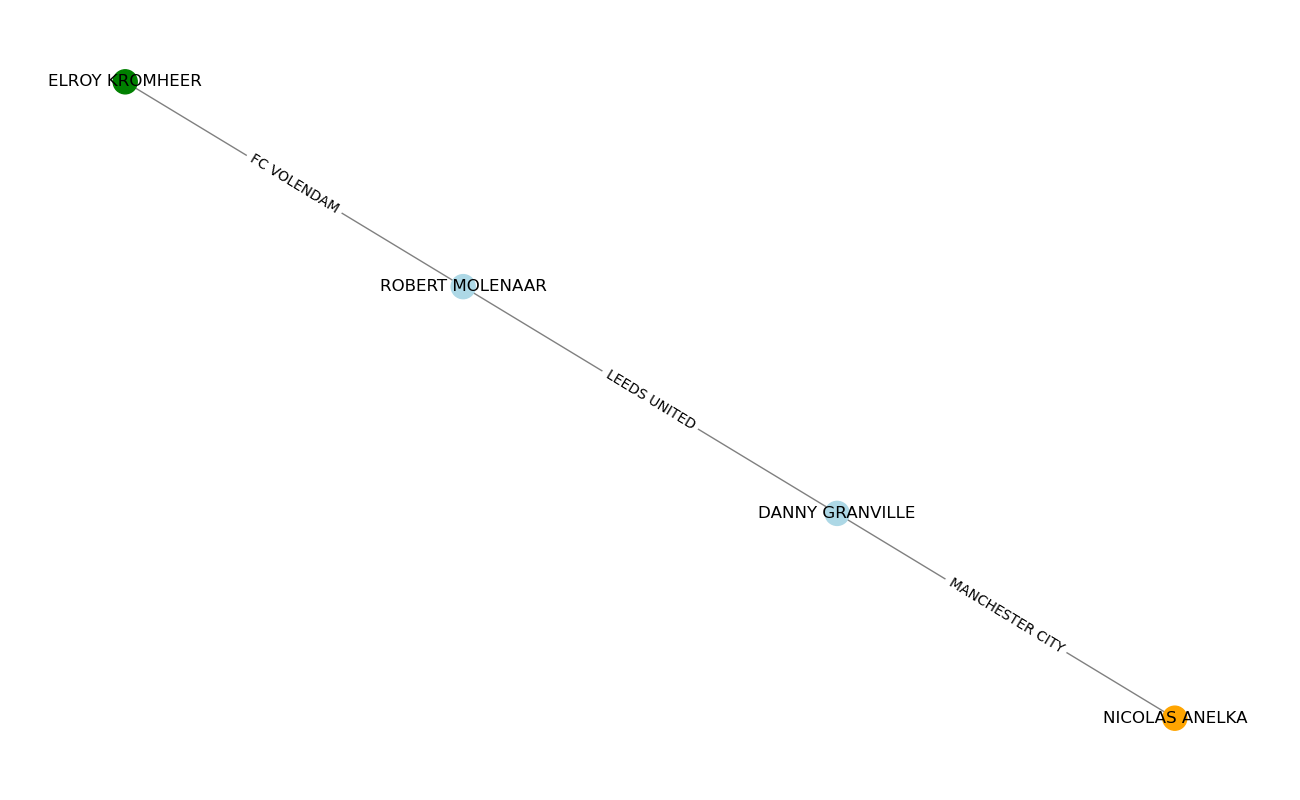 ELROY KROMHEER
FC VOLENDAM
ROBERT MOLENAAR
LEEDS UNITED
DANNY GRANVILLE
MANCHESTER CITY
NICOLAS ANELKA